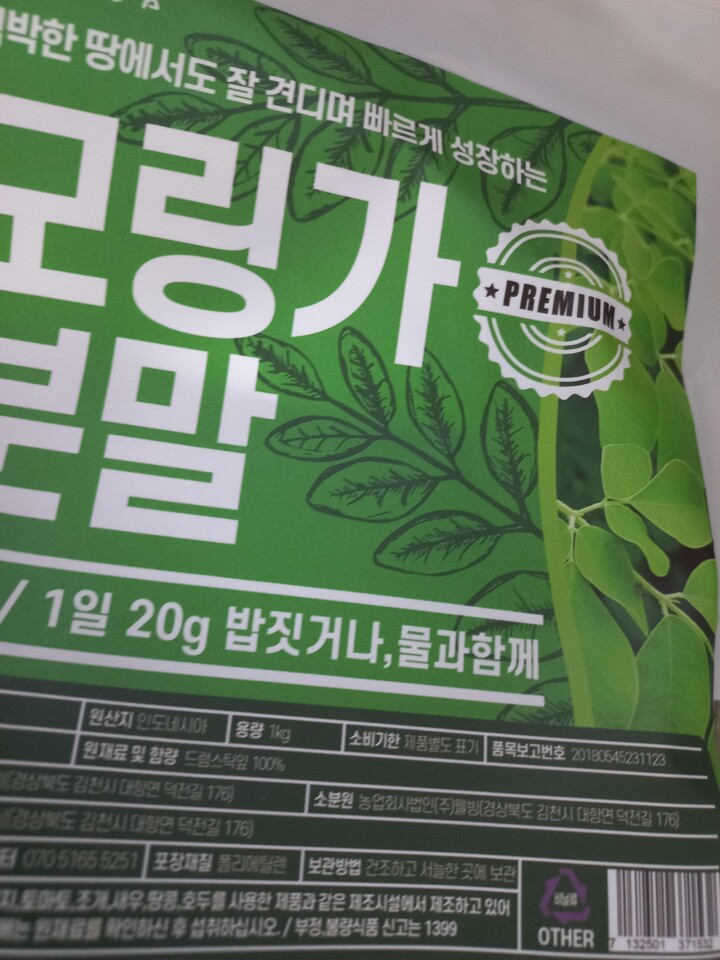 척박한 땅에서도 잘 견디며 빠르게 성장하는
모링가
분말
PREMIUM
/ 1일 20g 밥짓거나,물과함께
원산지 인도네시아 용량 1kg 소비기한 제품별도 표기 품목보고번호 20180545231123
원재료 및 함량 드럼스틱잎 100%
(경상북도 김천시 대항면 덕전길 176) 소분원 농업회사법인(주)웰빙(경상북도 김천시 대항면 덕전길 176)
(경상북도 김천시 대항면 덕전길 176)
터 070 5165 5251 포장재질 폴리에틸렌 보관방법 건조하고 서늘한 곳에 보관
지,토마토,조개,새우,땅콩,호두를 사용한 제품과 같은 제조시설에서 제조하고 있어
원재료를 확인하신 후 섭취하십시오. / 부정,불량식품 신고는 1399
비닐류
OTHER
7 132501 371532